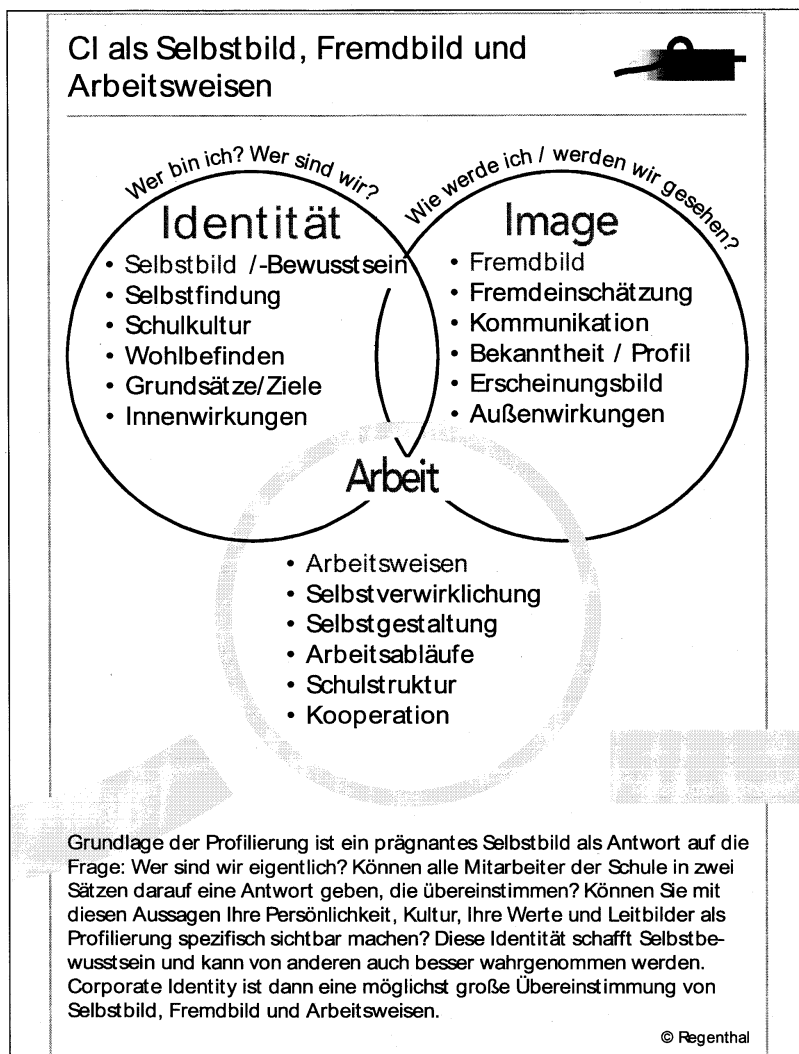 CI als Selbstbild, Fremdbild und
Arbeitsweisen
Wer bin ich? Wer sind wir?
Identität
• Selbstbild /-Bewusstsein
• Selbstfindung
• Schulkultur
• Wohlbefinden
• Grundsätze/Ziele
• Innenwirkungen
Wie werde ich / werden wir gesehen?
Image
• Fremdbild
• Fremdeinschätzung
• Kommunikation
• Bekanntheit / Profil
• Erscheinungsbild
• Außenwirkungen
Arbeit
• Arbeitsweisen
• Selbstverwirklichung
• Selbstgestaltung
• Arbeitsabläufe
• Schulstruktur
• Kooperation
Grundlage der Profilierung ist ein prägnantes Selbstbild als Antwort auf die
Frage: Wer sind wir eigentlich? Können alle Mitarbeiter der Schule in zwei
Sätzen darauf eine Antwort geben, die übereinstimmen? Können Sie mit
diesen Aussagen Ihre Persönlichkeit, Kultur, Ihre Werte und Leitbilder als
Profilierung spezifisch sichtbar machen? Diese Identität schafft Selbstbe-
wusstsein und kann von anderen auch besser wahrgenommen werden.
Corporate Identity ist dann eine möglichst große Übereinstimmung von
Selbstbild, Fremdbild und Arbeitsweisen.
© Regenthal